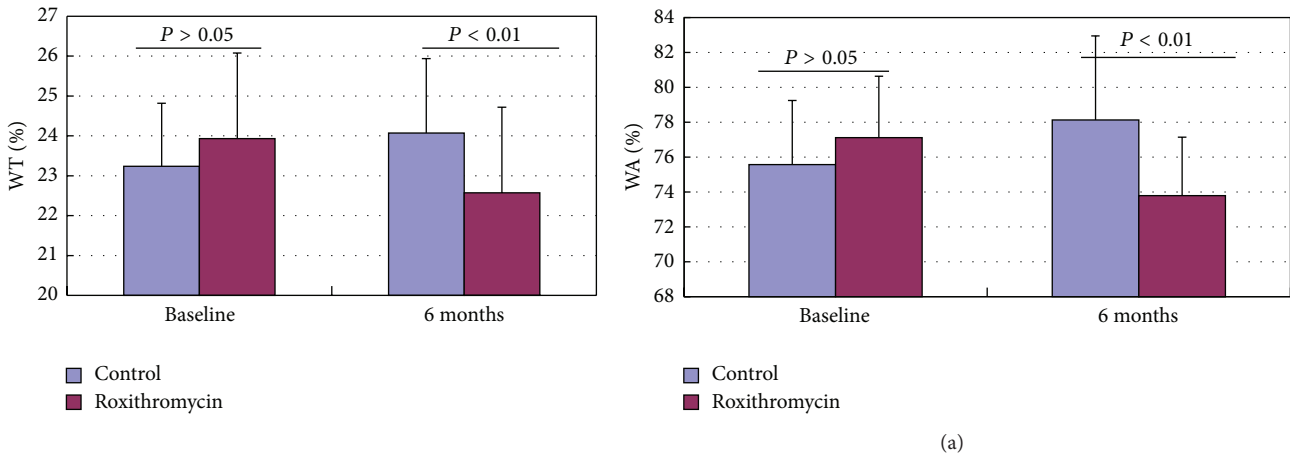 27
26
25
24
23
22
21
20
WT (%)
P > 0.05
P < 0.01
Baseline
6 months
Control
Roxithromycin
84
82
80
78
76
74
72
70
68
WA (%)
P > 0.05
P < 0.01
Baseline
6 months
Control
Roxithromycin
(a)